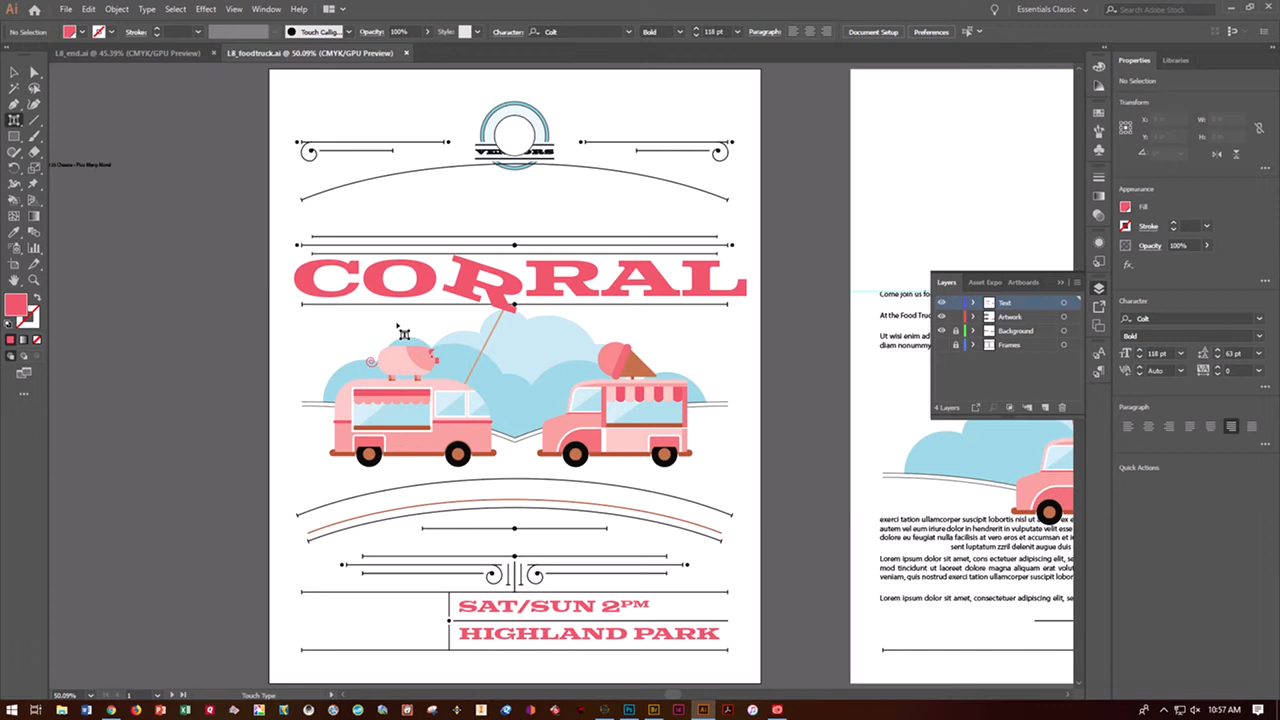 Ai File Edit Object Type Select Effect View Window Help Essentials Classic Search Adobe Stock
No Selection Stroke: Touch Callig... Opacity: 100% Style: Character: Colt Bold 118 pt Paragraph: Document Setup Preferences
L8_end.ai @ 45.39% (CMYK/GPU Preview) × L8_foodtruck.ai @ 50.09% (CMYK/GPU Preview) ×
Properties Libraries
No Selection
Transform
X: W:
Y: H:
Appearance
Fill
Stroke
Opacity 100%
fx.
Character
Colt
Bold
118 pt 63 pt
Auto 0
Paragraph
Quick Actions
CORRAL
SAT/SUN 2PM
HIGHLAND PARK
Come join us fo
At the Food Truc
Ut wisi enim ad
diam nonummy
Layers Asset Expo Artboards
Text
Artwork
Background
Frames
4 Layers
exerci tation ullamcorper suscipit lobortis nisl ut a
autem vel eum iriure dolor in hendrerit in vulputat
dolore eu feugiat nulla facilisis at vero eros et accumsan et i
sent luptatum zzril delenit augue duis
Lorem ipsum dolor sit amet, cons ectetuer adipiscing elit,
mod tincidunt ut laoreet dolore magna aliquam erat
veniam, quis nostrud exerci tation ullamcorper suscipit
Lorem ipsum dolor sit amet, consectetuer adipiscing elit,
50.09% 1 Touch Type
10:57 AM